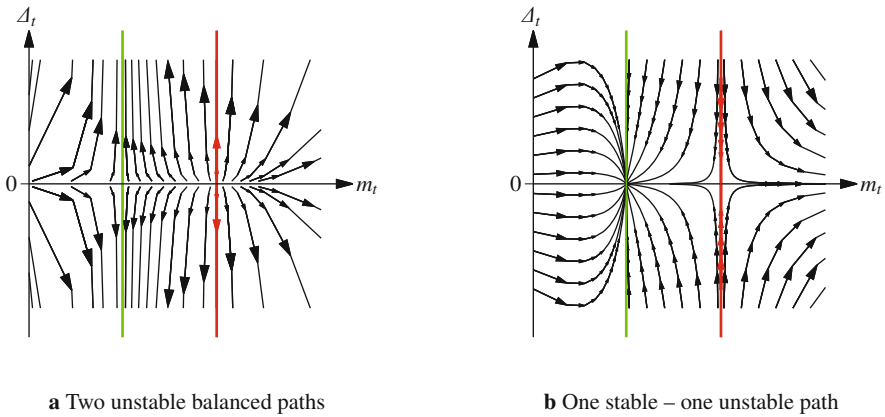 Δt
0
mt
a Two unstable balanced paths
Δt
0
mt
b One stable – one unstable path